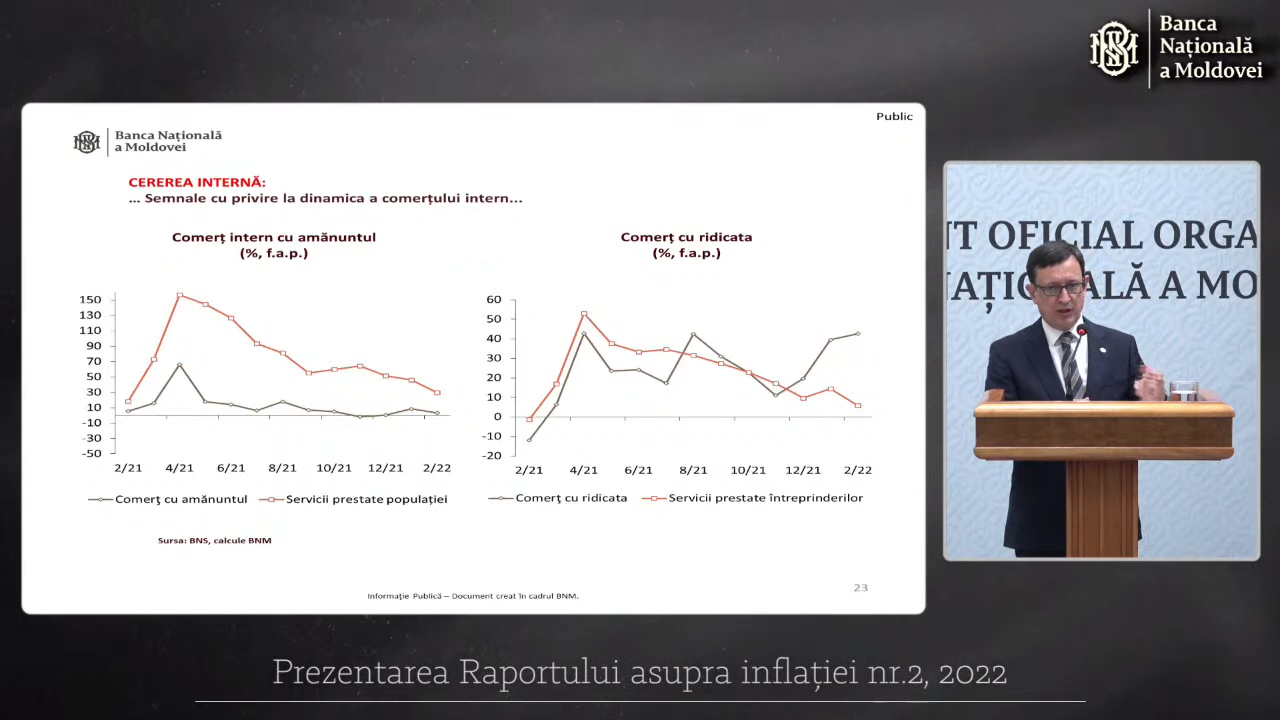 Banca
Națională
a Moldovei
Public
Banca Națională
a Moldovei
CEREREA INTERNĂ:
... Semnale cu privire la dinamica a comerțului intern...
Comerț intern cu amănuntul
(%, f.a.p.)
150
130
110
90
70
50
30
10
-10
-30
-50
2/21 4/21 6/21 8/21 10/21 12/21 2/22
Comerț cu amănuntul Servicii prestate populației
Comerț cu ridicata
(%, f.a.p.)
60
50
40
30
20
10
0
-10
-20
2/21 4/21 6/21 8/21 10/21 12/21 2/22
Comerț cu ridicata Servicii prestate întreprinderilor
Sursa: BNS, calcule BNM
23
Informație Publică – Document creat în cadrul BNM.
NT OFICIAL ORGA
NAȚIONALĂ A MO
Prezentarea Raportului asupra inflației nr.2, 2022